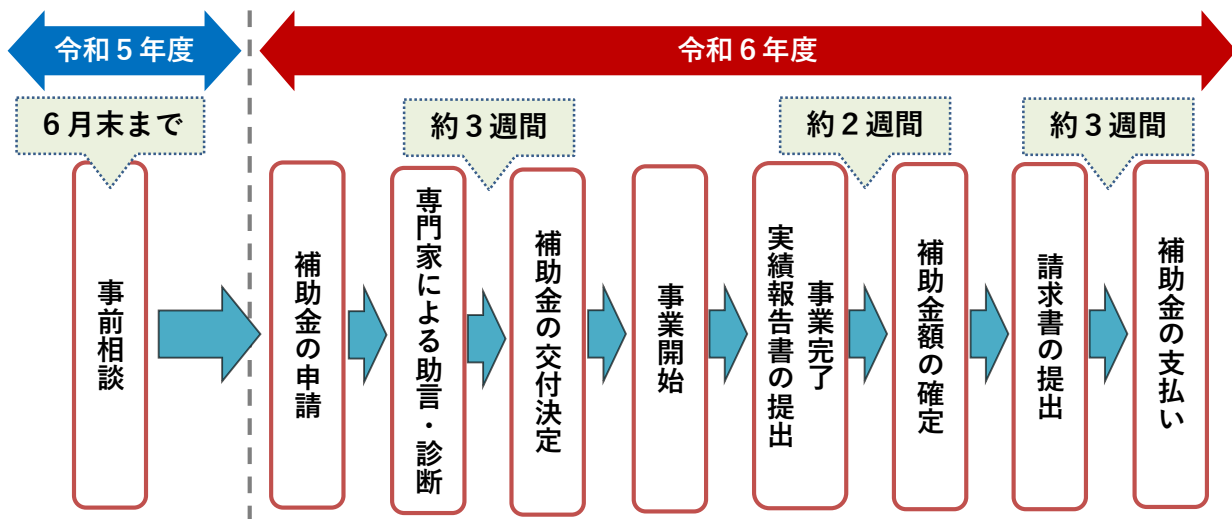 令和５年度
令和６年度
６月末まで
約３週間
約２週間
約３週間
事前相談
補助金の申請
専門家による助言・診断
補助金の交付決定
事業開始
事業完了
実績報告書の提出
補助金額の確定
請求書の提出
補助金の支払い